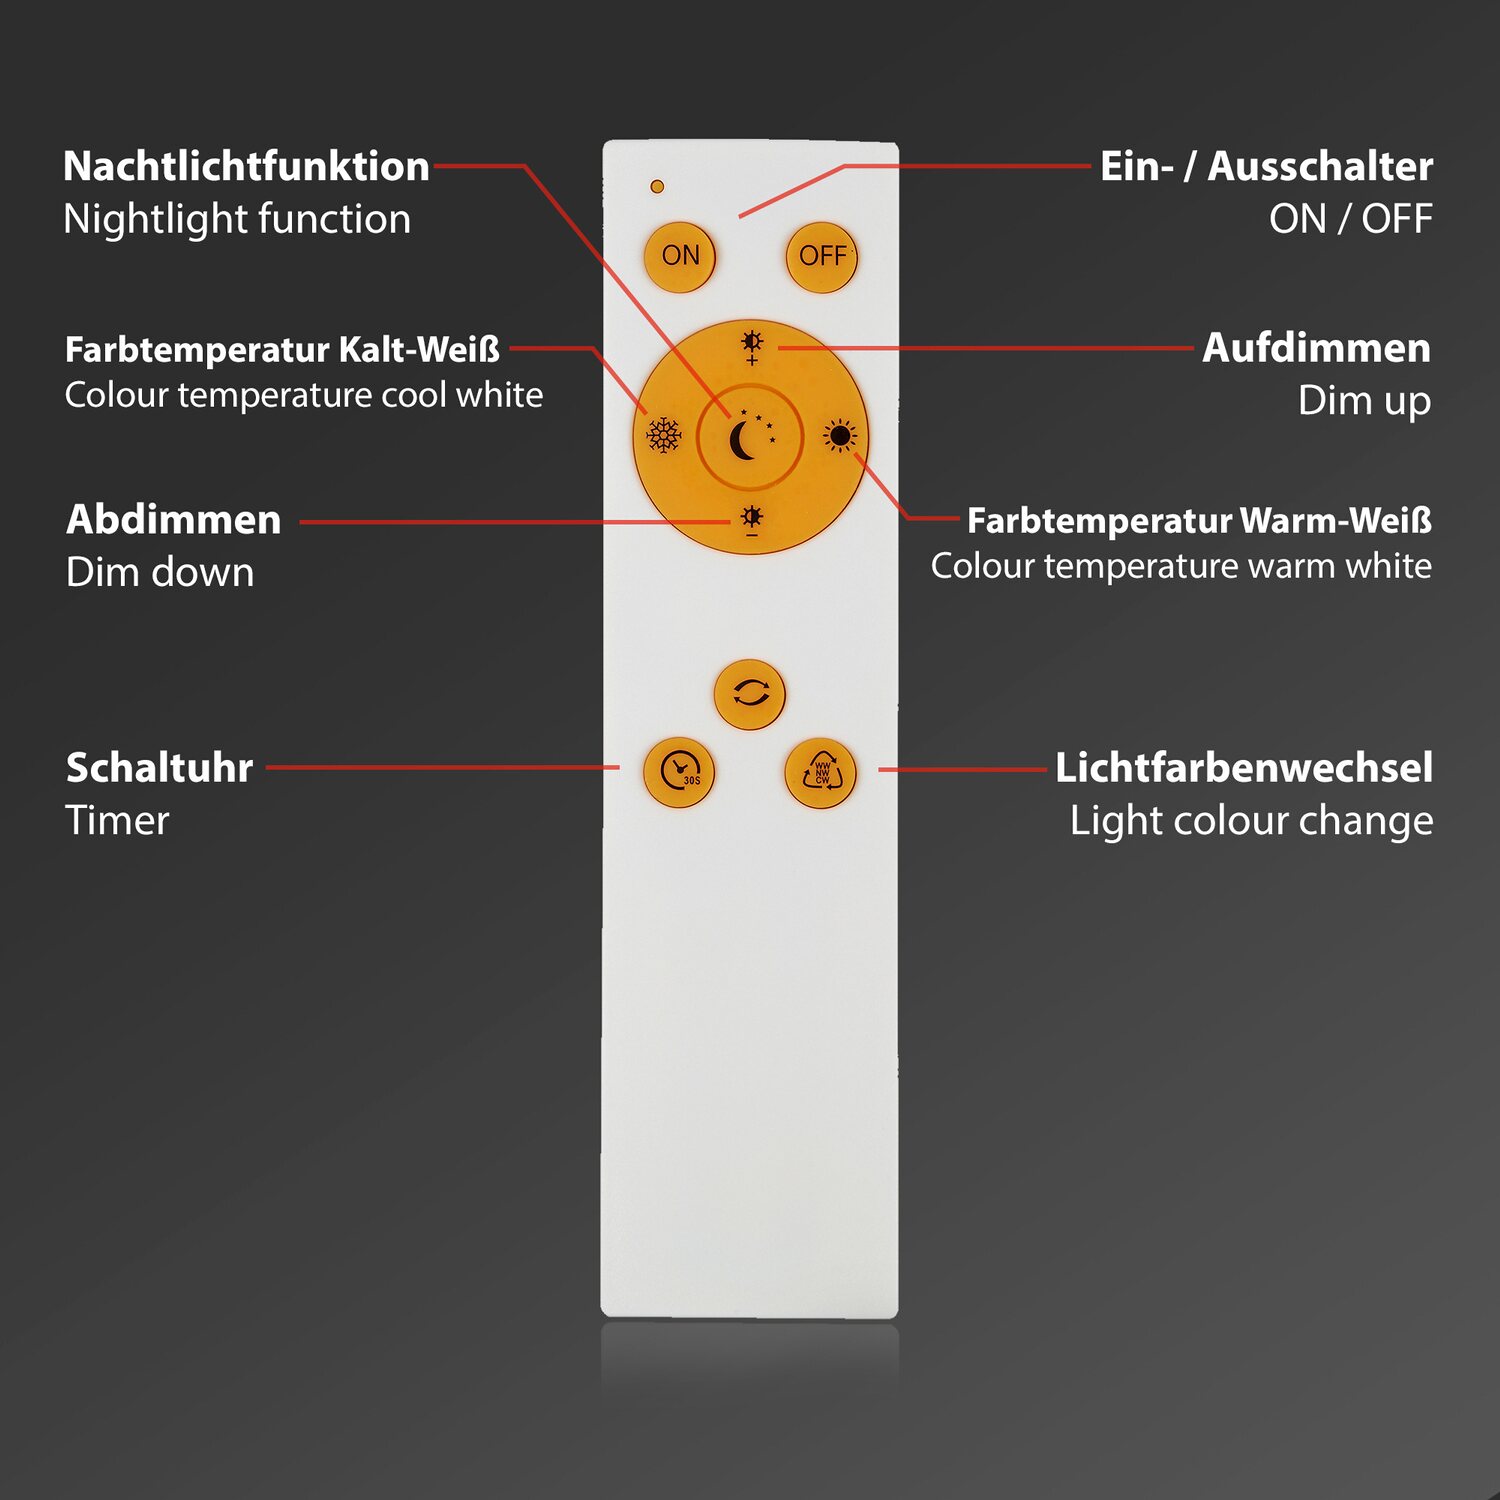 Nachtlichtfunktion
Nightlight function
Ein- / Ausschalter
ON / OFF
ON
OFF
Farbtemperatur Kalt-Weiß
Colour temperature cool white
Aufdimmen
Dim up
+
Abdimmen
Dim down
−
Farbtemperatur Warm-Weiß
Colour temperature warm white
Schaltuhr
Timer
30S
WW
NW
CW
Lichtfarbenwechsel
Light colour change